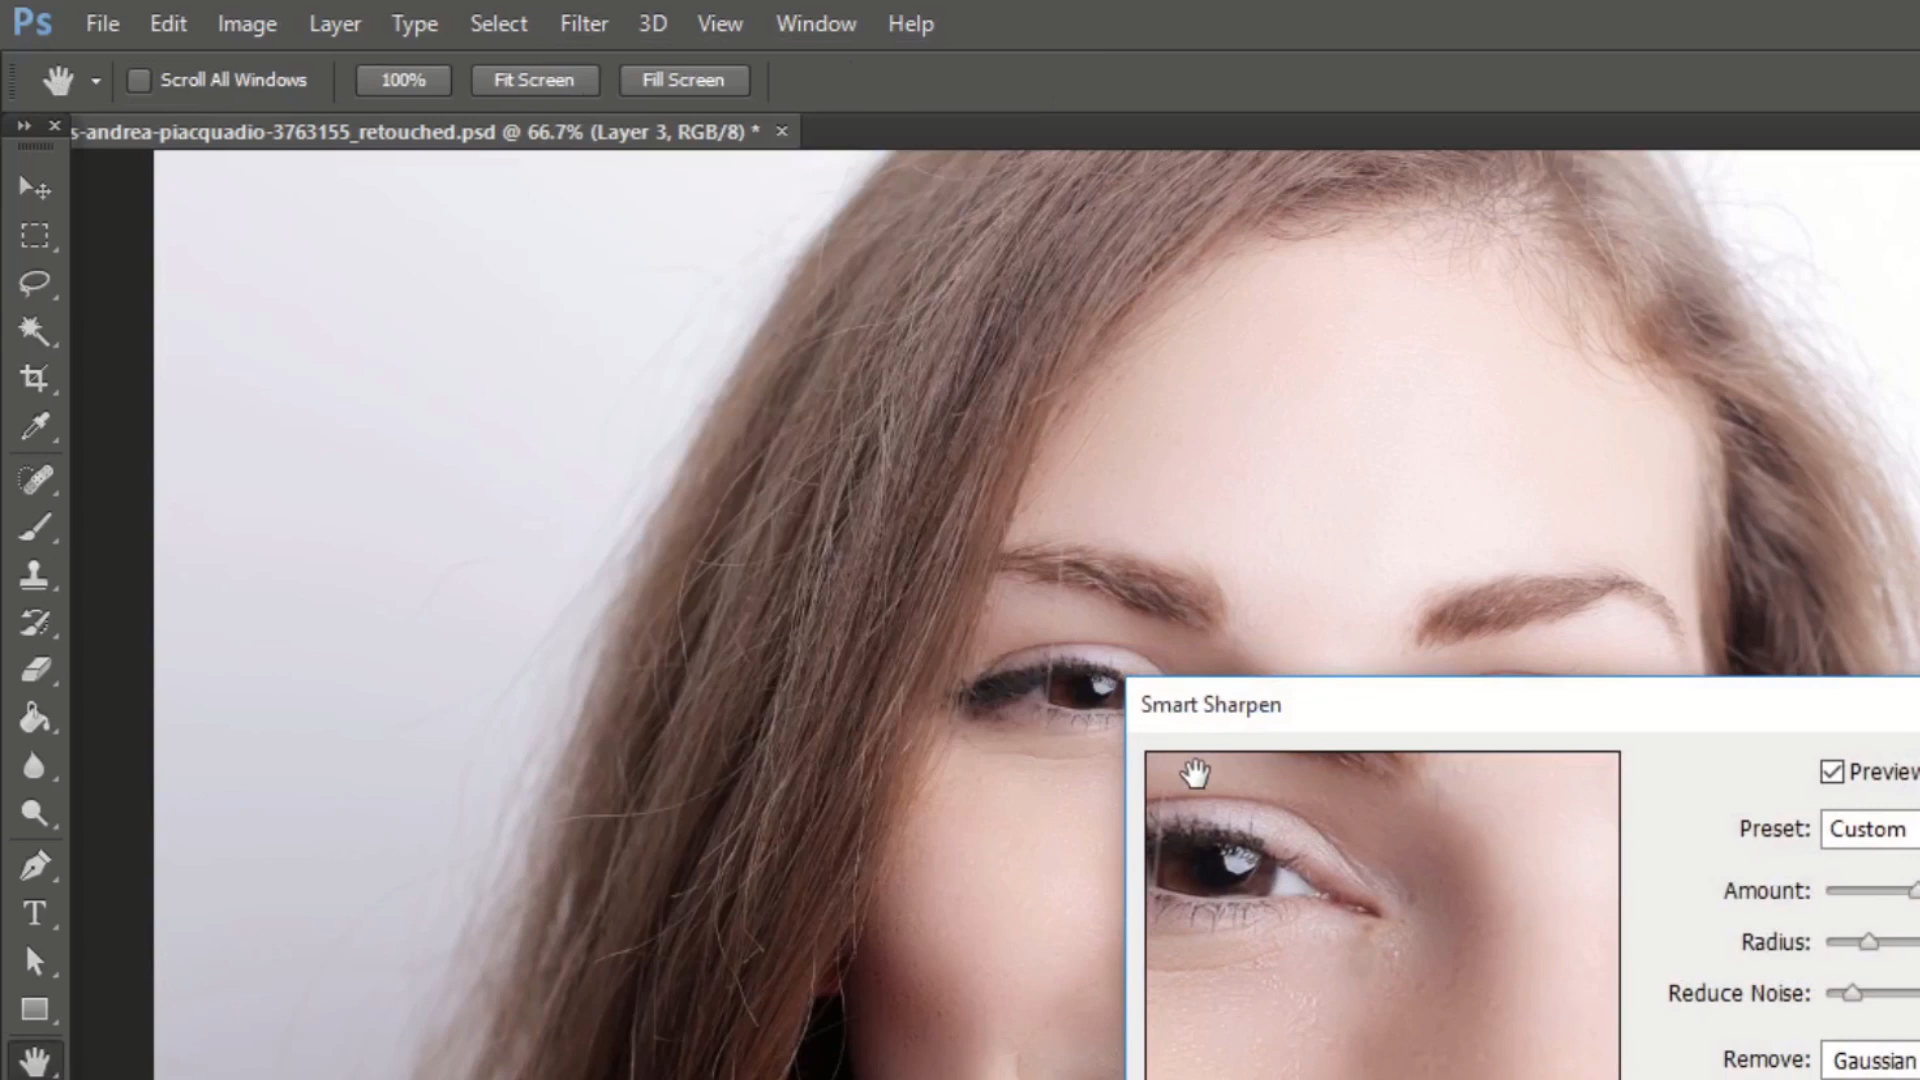 Ps File Edit Image Layer Type Select Filter 3D View Window Help
Scroll All Windows 100% Fit Screen Fill Screen
s-andrea-piacquadio-3763155_retouched.psd @ 66.7% (Layer 3, RGB/8) *
Smart Sharpen
Preview
Preset: Custom
Amount:
Radius:
Reduce Noise:
Remove: Gaussian